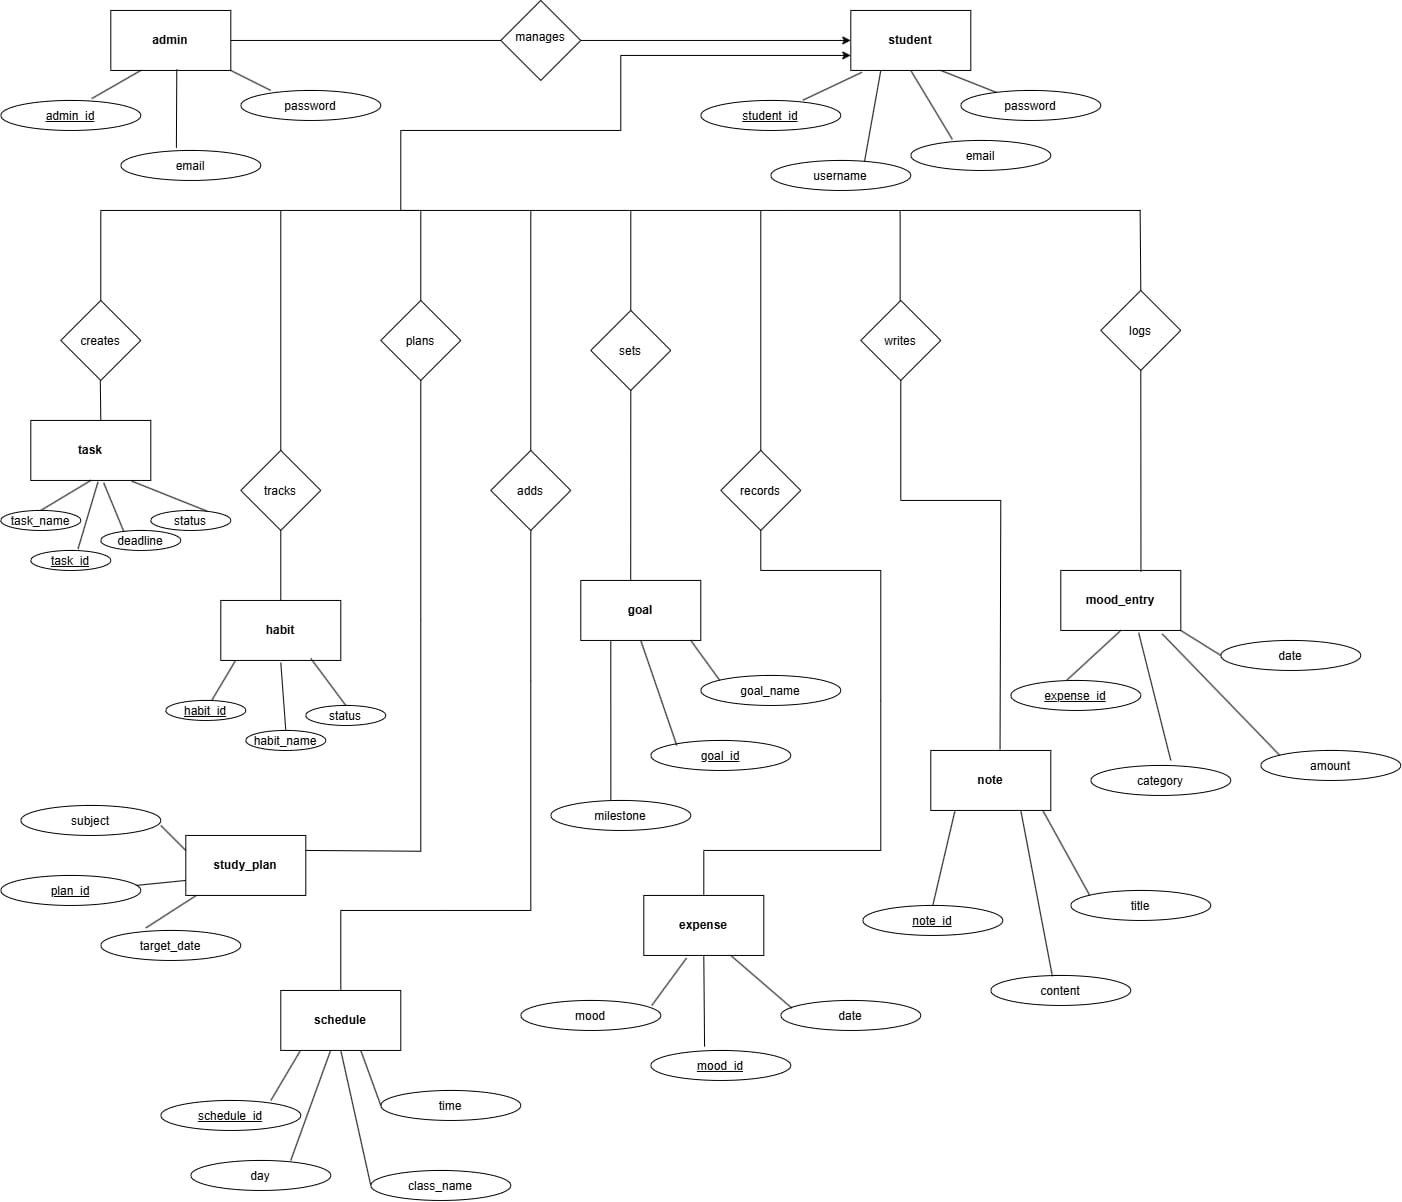 admin
manages
student
admin_id
email
password
student_id
username
email
password
creates
tracks
plans
adds
sets
records
writes
logs
task
task_name
task_id
deadline
status
habit
habit_id
habit_name
status
goal
goal_name
goal_id
milestone
mood_entry
expense_id
category
amount
date
note
note_id
content
title
subject
study_plan
plan_id
target_date
expense
mood
mood_id
date
schedule
schedule_id
day
class_name
time